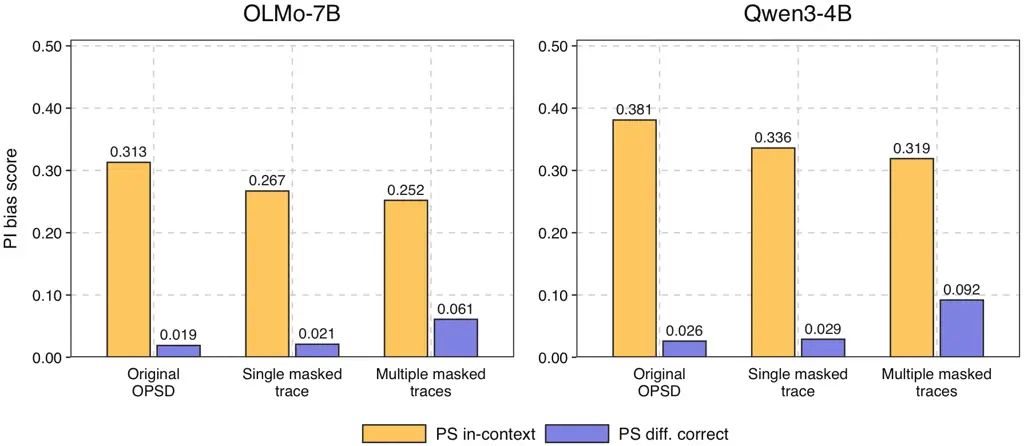 OLMo-7B
PI bias score
0.50
0.40
0.30
0.20
0.10
0.00
0.313
0.019
0.267
0.021
0.252
0.061
Original
OPSD
Single masked
trace
Multiple masked
traces
Qwen3-4B
0.50
0.40
0.30
0.20
0.10
0.00
0.381
0.026
0.336
0.029
0.319
0.092
Original
OPSD
Single masked
trace
Multiple masked
traces
PS in-context
PS diff. correct